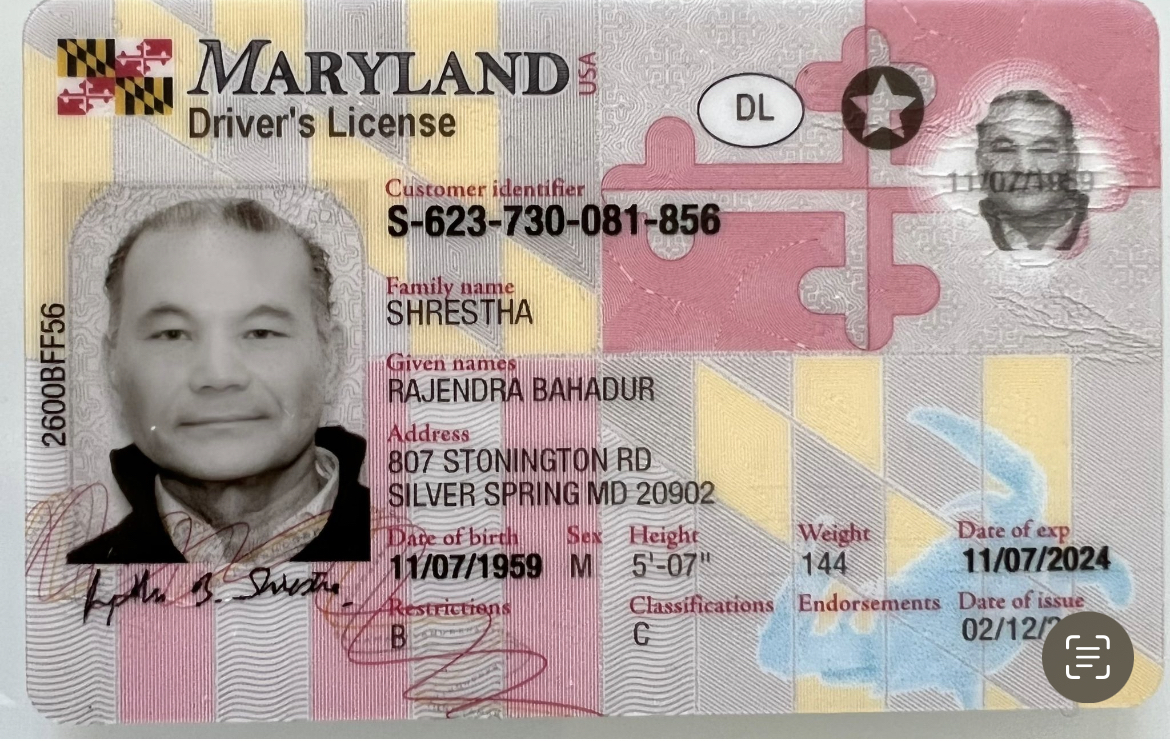 MARYLAND USA
Driver's License
DL
Customer identifier
S-623-730-081-856
11/07/1959
Family name
SHRESTHA
Given names
RAJENDRA BAHADUR
Address
807 STONINGTON RD
SILVER SPRING MD 20902
Date of birth Sex Height Weight Date of exp
11/07/1959 M 5'-07" 144 11/07/2024
Restrictions Classifications Endorsements Date of issue
B C 02/12/2
2600BFF56
B. Shrestha